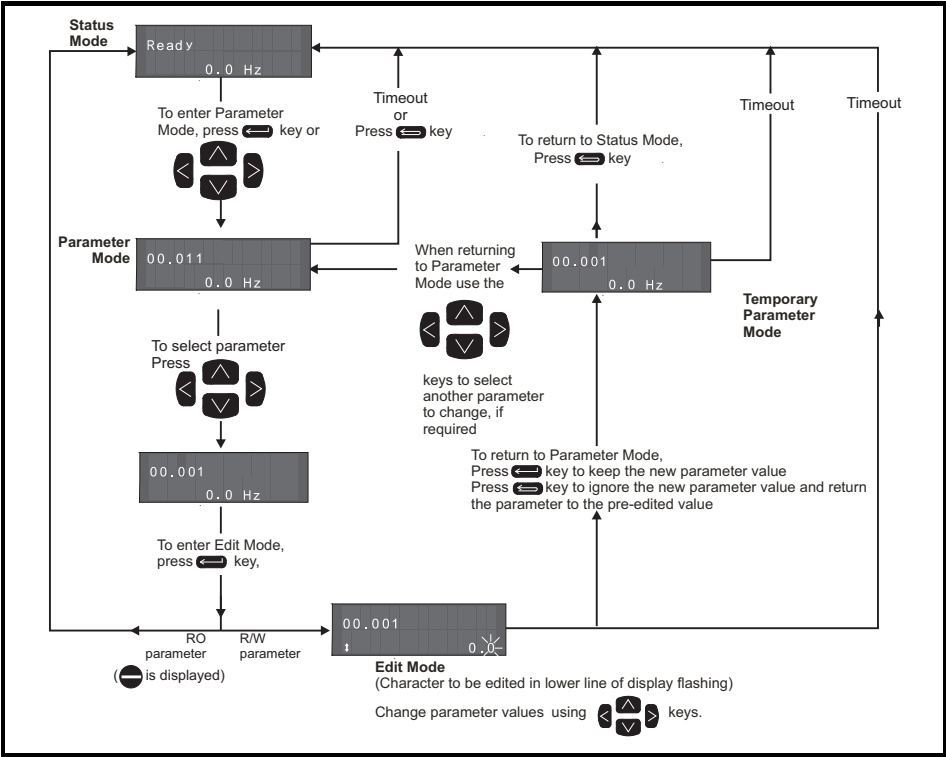 Status
Mode
Ready
0.0 Hz
To enter Parameter
Mode, press key or
Timeout
or
Press key
To return to Status Mode,
Press key
Timeout
Timeout
Parameter
Mode
00.011
0.0 Hz
When returning
to Parameter
Mode use the
00.001
0.0 Hz
Temporary
Parameter
Mode
To select parameter
Press
keys to select
another parameter
to change, if
required
00.001
0.0 Hz
To return to Parameter Mode,
Press key to keep the new parameter value
Press key to ignore the new parameter value and return
the parameter to the pre-edited value
To enter Edit Mode,
press key,
RO
parameter
R/W
parameter
( is displayed)
00.001
0.0
Edit Mode
(Character to be edited in lower line of display flashing)
Change parameter values using keys.